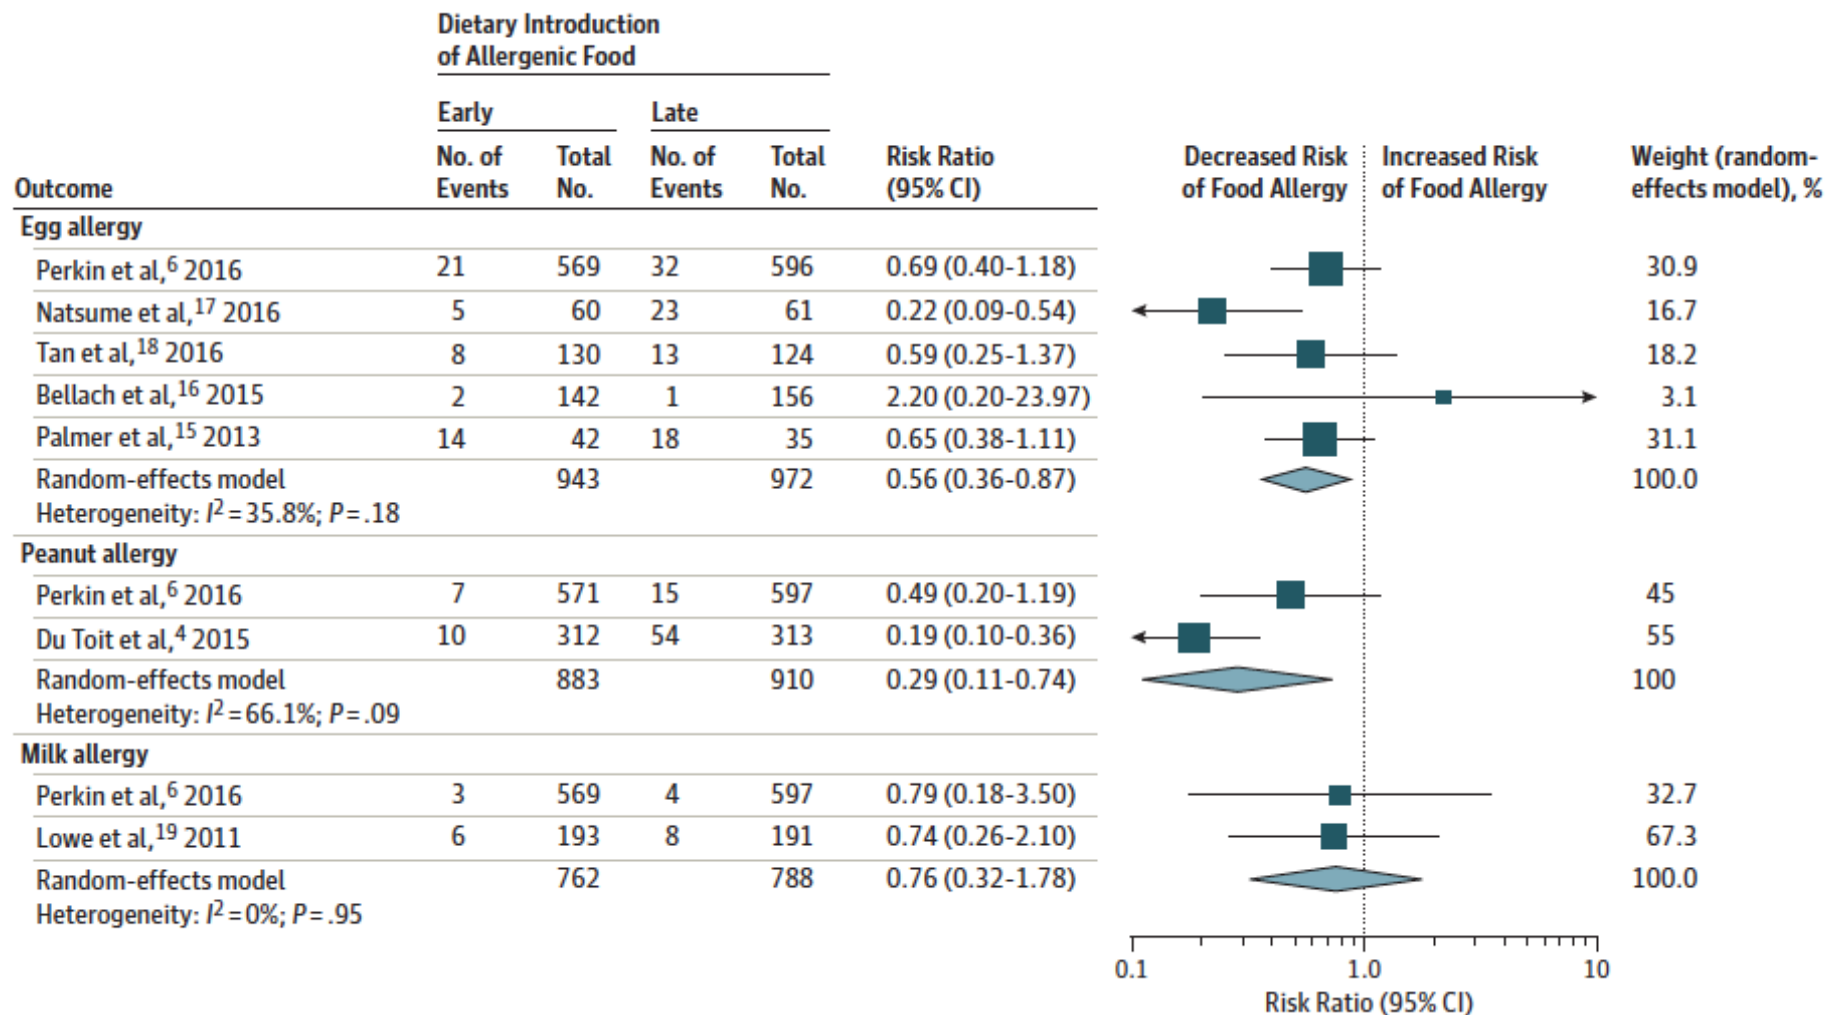 Dietary Introduction
of Allergenic Food
Early Late
No. of Total No. of Total Risk Ratio Decreased Risk Increased Risk Weight (random-
Outcome Events No. Events No. (95% CI) of Food Allergy of Food Allergy effects model), %
Egg allergy
Perkin et al,6 2016 21 569 32 596 0.69 (0.40-1.18) 30.9
Natsume et al,17 2016 5 60 23 61 0.22 (0.09-0.54) 16.7
Tan et al,18 2016 8 130 13 124 0.59 (0.25-1.37) 18.2
Bellach et al,16 2015 2 142 1 156 2.20 (0.20-23.97) 3.1
Palmer et al,15 2013 14 42 18 35 0.65 (0.38-1.11) 31.1
Random-effects model 943 972 0.56 (0.36-0.87) 100.0
Heterogeneity: I2 = 35.8%; P = .18
Peanut allergy
Perkin et al,6 2016 7 571 15 597 0.49 (0.20-1.19) 45
Du Toit et al,4 2015 10 312 54 313 0.19 (0.10-0.36) 55
Random-effects model 883 910 0.29 (0.11-0.74) 100
Heterogeneity: I2 = 66.1%; P = .09
Milk allergy
Perkin et al,6 2016 3 569 4 597 0.79 (0.18-3.50) 32.7
Lowe et al,19 2011 6 193 8 191 0.74 (0.26-2.10) 67.3
Random-effects model 762 788 0.76 (0.32-1.78) 100.0
Heterogeneity: I2 = 0%; P = .95
0.1 1.0 10
Risk Ratio (95% CI)